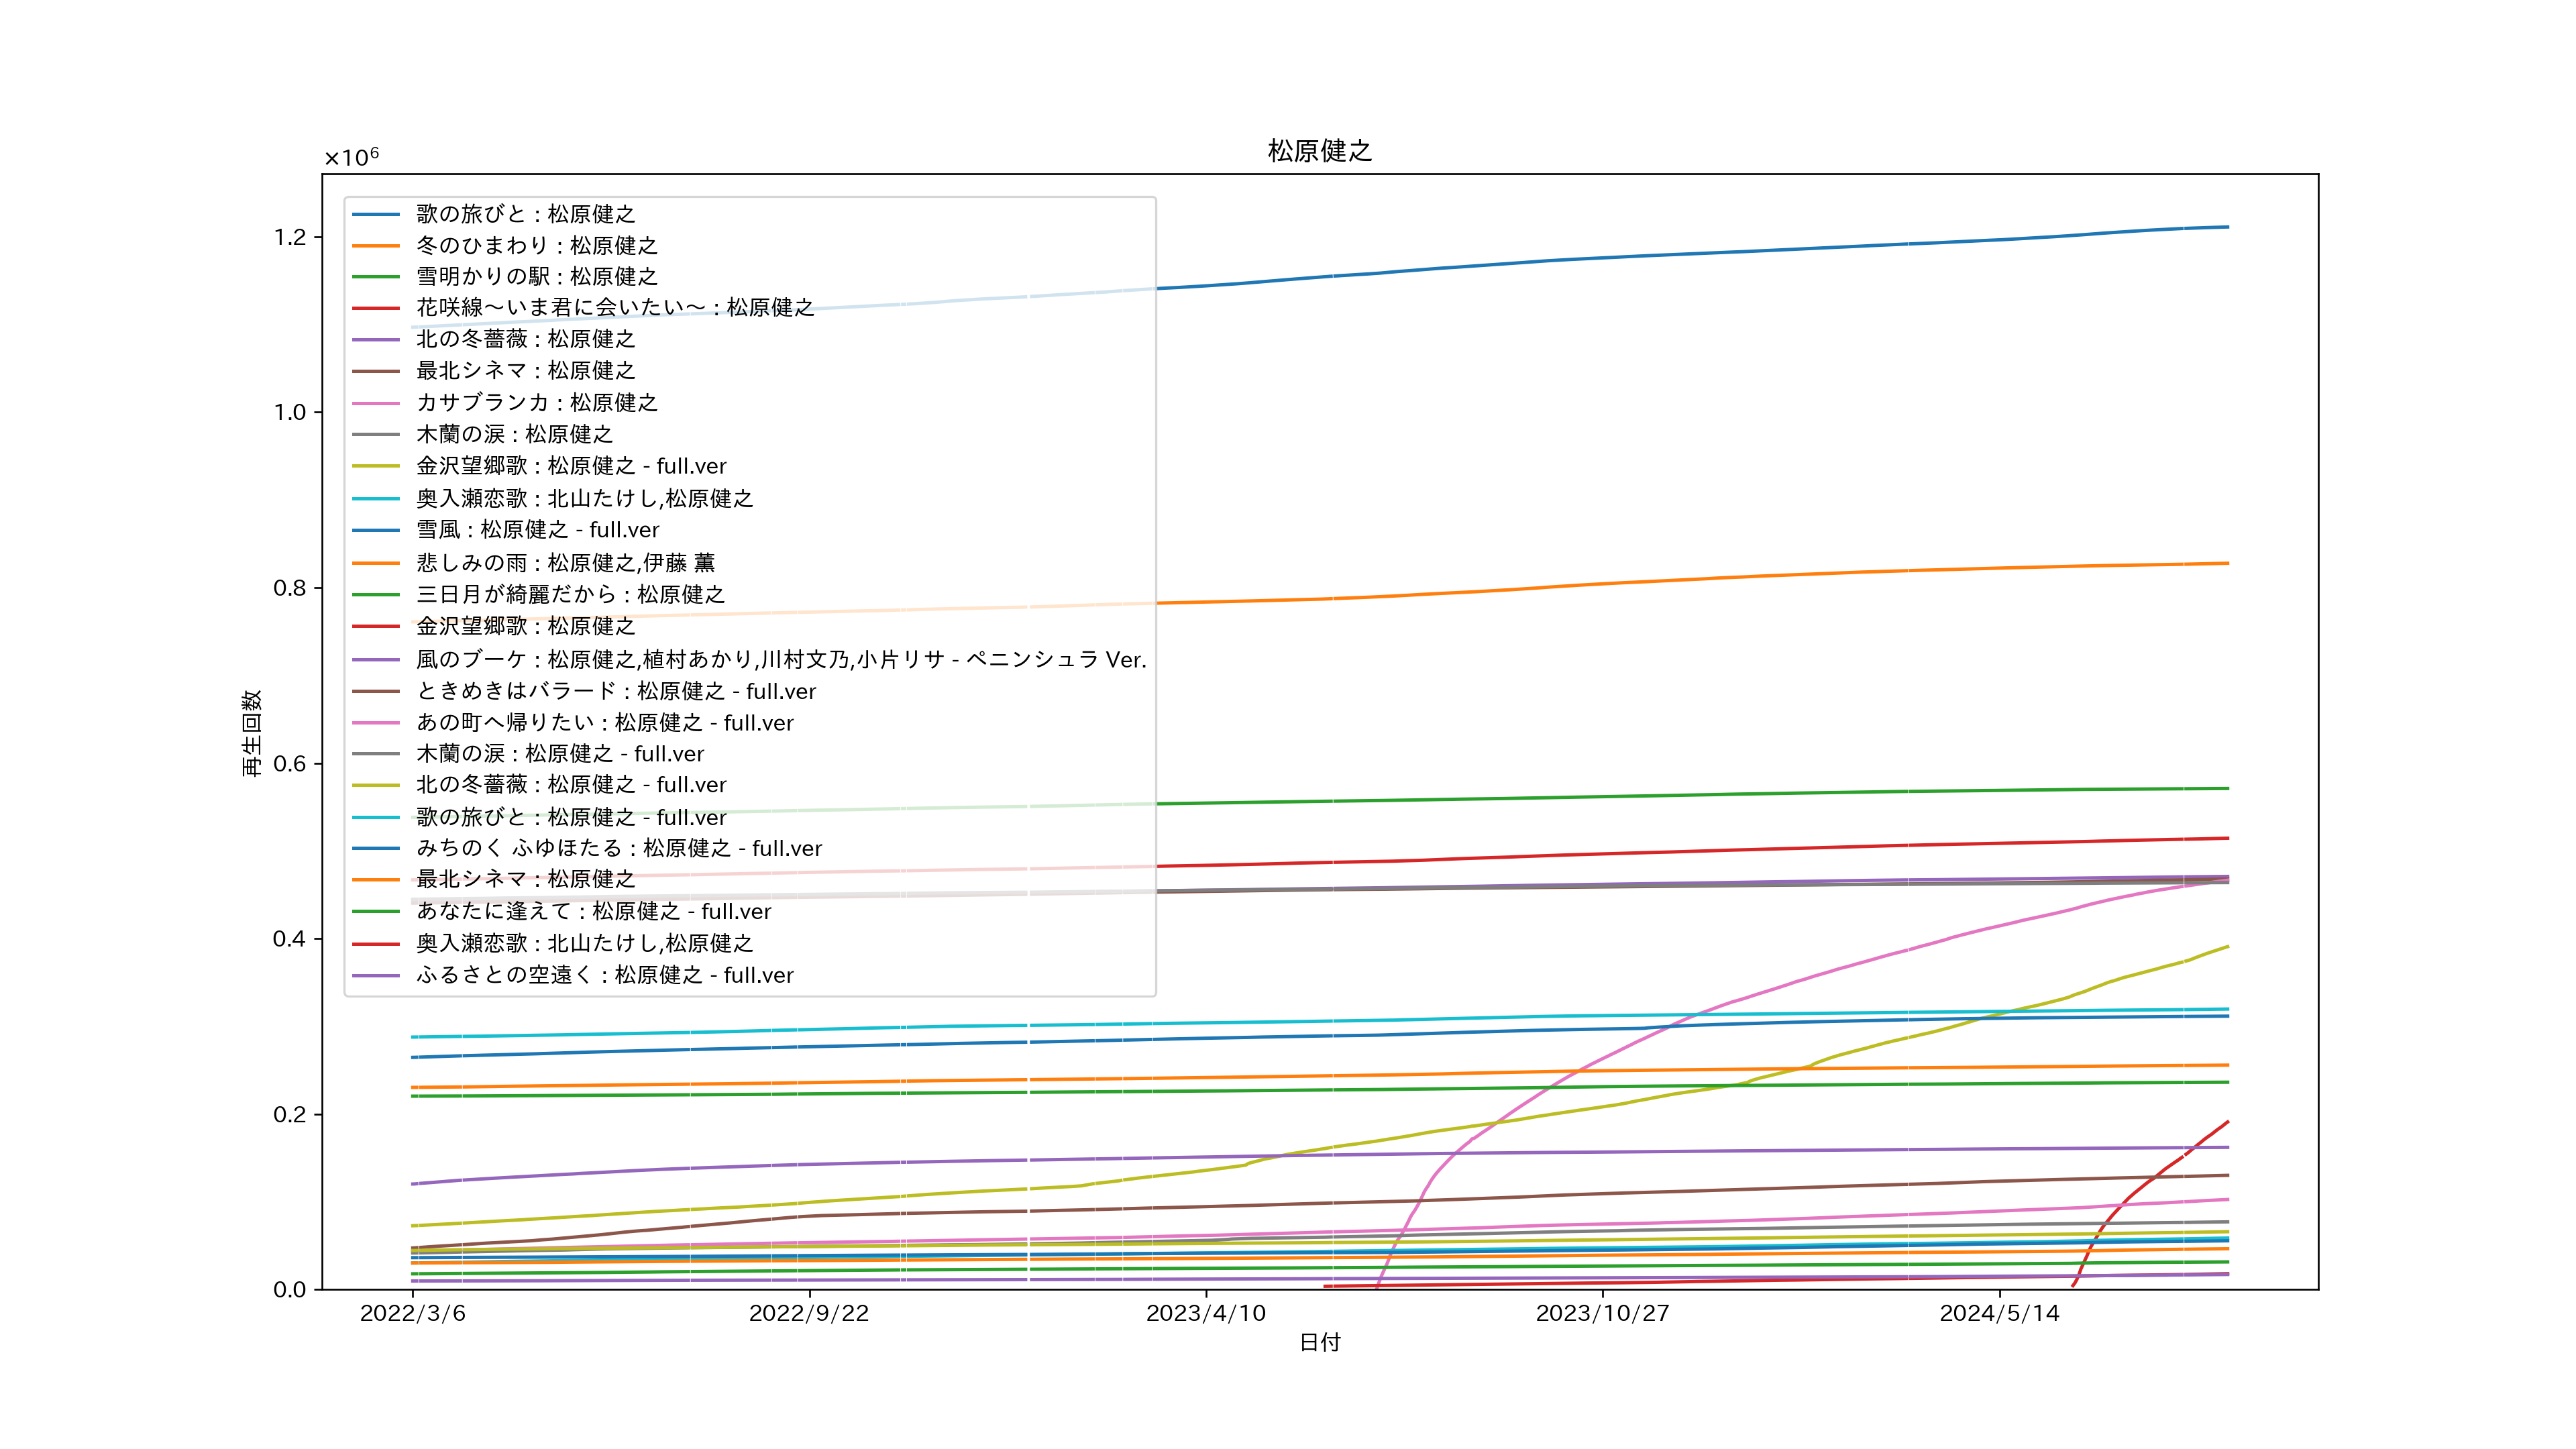 松原健之
×10⁶
歌の旅びと : 松原健之
冬のひまわり : 松原健之
雪明かりの駅 : 松原健之
花咲線～いま君に会いたい～ : 松原健之
北の冬薔薇 : 松原健之
最北シネマ : 松原健之
カサブランカ : 松原健之
木蘭の涙 : 松原健之
金沢望郷歌 : 松原健之 - full.ver
奥入瀬恋歌 : 北山たけし,松原健之
雪風 : 松原健之 - full.ver
悲しみの雨 : 松原健之,伊藤 薫
三日月が綺麗だから : 松原健之
金沢望郷歌 : 松原健之
風のブーケ : 松原健之,植村あかり,川村文乃,小片リサ - ペニンシュラ Ver.
ときめきはバラード : 松原健之 - full.ver
あの町へ帰りたい : 松原健之 - full.ver
木蘭の涙 : 松原健之 - full.ver
北の冬薔薇 : 松原健之 - full.ver
歌の旅びと : 松原健之 - full.ver
みちのく ふゆほたる : 松原健之 - full.ver
最北シネマ : 松原健之
あなたに逢えて : 松原健之 - full.ver
奥入瀬恋歌 : 北山たけし,松原健之
ふるさとの空遠く : 松原健之 - full.ver
1.2
1.0
0.8
0.6
0.4
0.2
0.0
再生回数
2022/3/6 2022/9/22 2023/4/10 2023/10/27 2024/5/14
日付